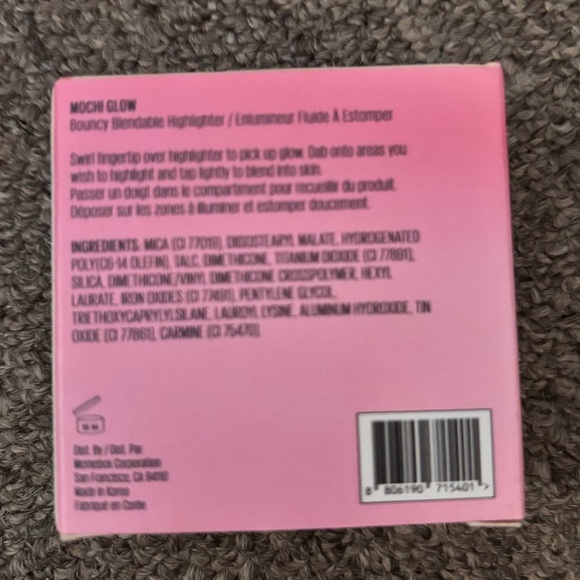 MOCHI GLOW
Bouncy Blendable Highlighter / Enlumineur Fluide À Estomper
Swirl fingertip over highlighter to pick up glow. Dab onto areas you
wish to highlight and tap lightly to blend into skin.
Passer un doigt dans le compartiment pour recueillir du produit.
Déposer sur les zones à illuminer et estomper doucement.
INGREDIENTS: MICA (CI 77019), DIISOSTEARYL MALATE, HYDROGENATED
POLY(C6-14 OLEFIN), TALC, DIMETHICONE, TITANIUM DIOXIDE (CI 77891),
SILICA, DIMETHICONE/VINYL DIMETHICONE CROSSPOLYMER, HEXYL
LAURATE, IRON OXIDES (CI 77491), PENTYLENE GLYCOL,
TRIETHOXYCAPRYLYLSILANE, LAUROYL LYSINE, ALUMINUM HYDROXIDE, TIN
OXIDE (CI 77861), CARMINE (CI 75470)
Dist. By / Dist. Par:
Memebox Corporation
San Francisco, CA
Made in Korea
Fabriqué en Corée
8 806190 715401 >